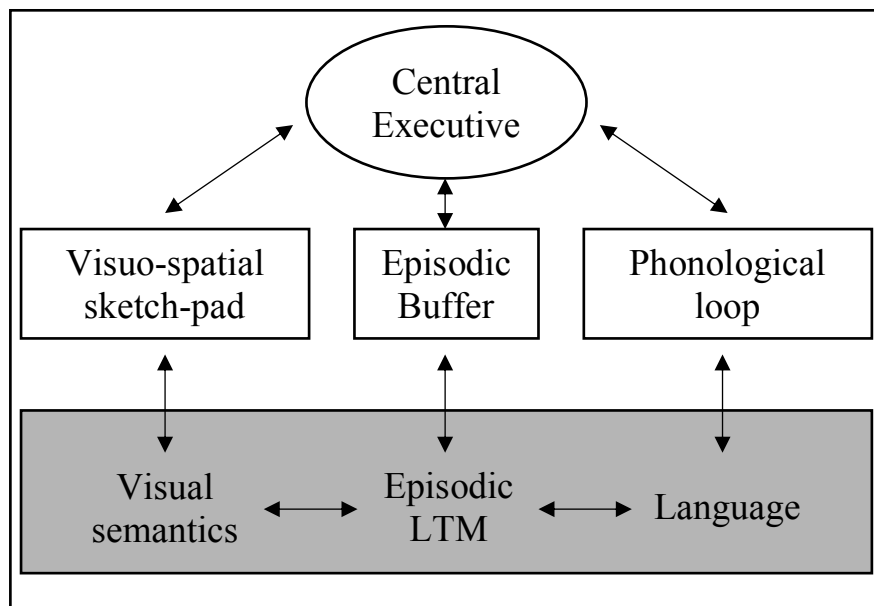 Central
Executive
Visuo-spatial
sketch-pad
Episodic
Buffer
Phonological
loop
Visual
semantics
Episodic
LTM
Language